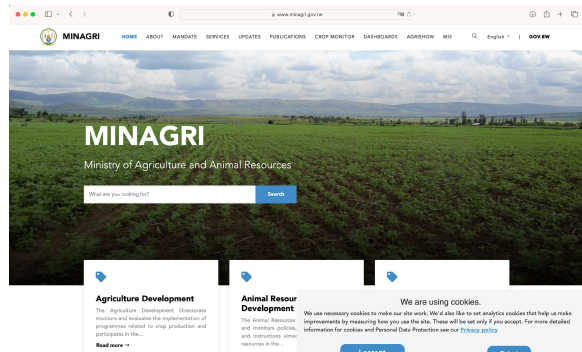 www.minagri.gov.rw
MINAGRI HOME ABOUT MANDATE SERVICES UPDATES PUBLICATIONS CROP MONITOR DASHBOARDS AGRISHOW MIS English | GOV.RW
MINAGRI
Ministry of Agriculture and Animal Resources
What are you looking for? Search
Agriculture Development
The Agriculture Development Directorate
monitors and evaluates the implementation of
programmes related to crop production and
participates in the...
Read more →
Animal Resour
Development
The Animal Resources
and monitors policies,
and instructions aimed
resources in the...
We are using cookies.
We use necessary cookies to make our site work. We'd also like to set analytics cookies that help us make
improvements by measuring how you use the site. These will be set only if you accept. For more detailed
information for cookies and Personal Data Protection see our Privacy policy
I accept